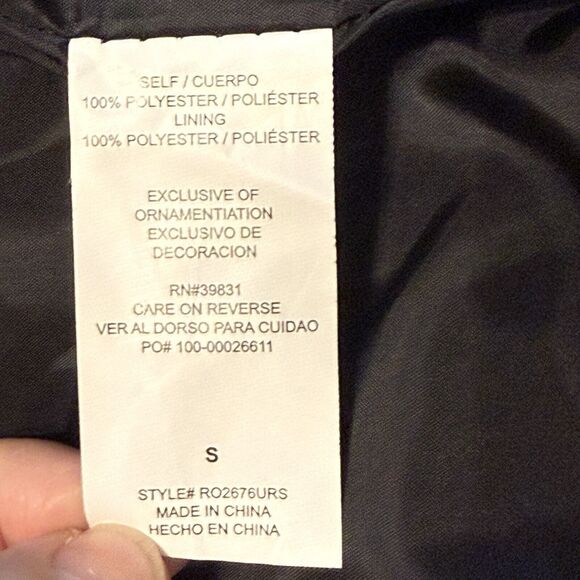 SELF / CUERPO
100% POLYESTER / POLIÉSTER
LINING
100% POLYESTER / POLIÉSTER
EXCLUSIVE OF
ORNAMENTIATION
EXCLUSIVO DE
DECORACION
RN#39831
CARE ON REVERSE
VER AL DORSO PARA CUIDAO
PO# 100-00026611
S
STYLE# RO2676URS
MADE IN CHINA
HECHO EN CHINA